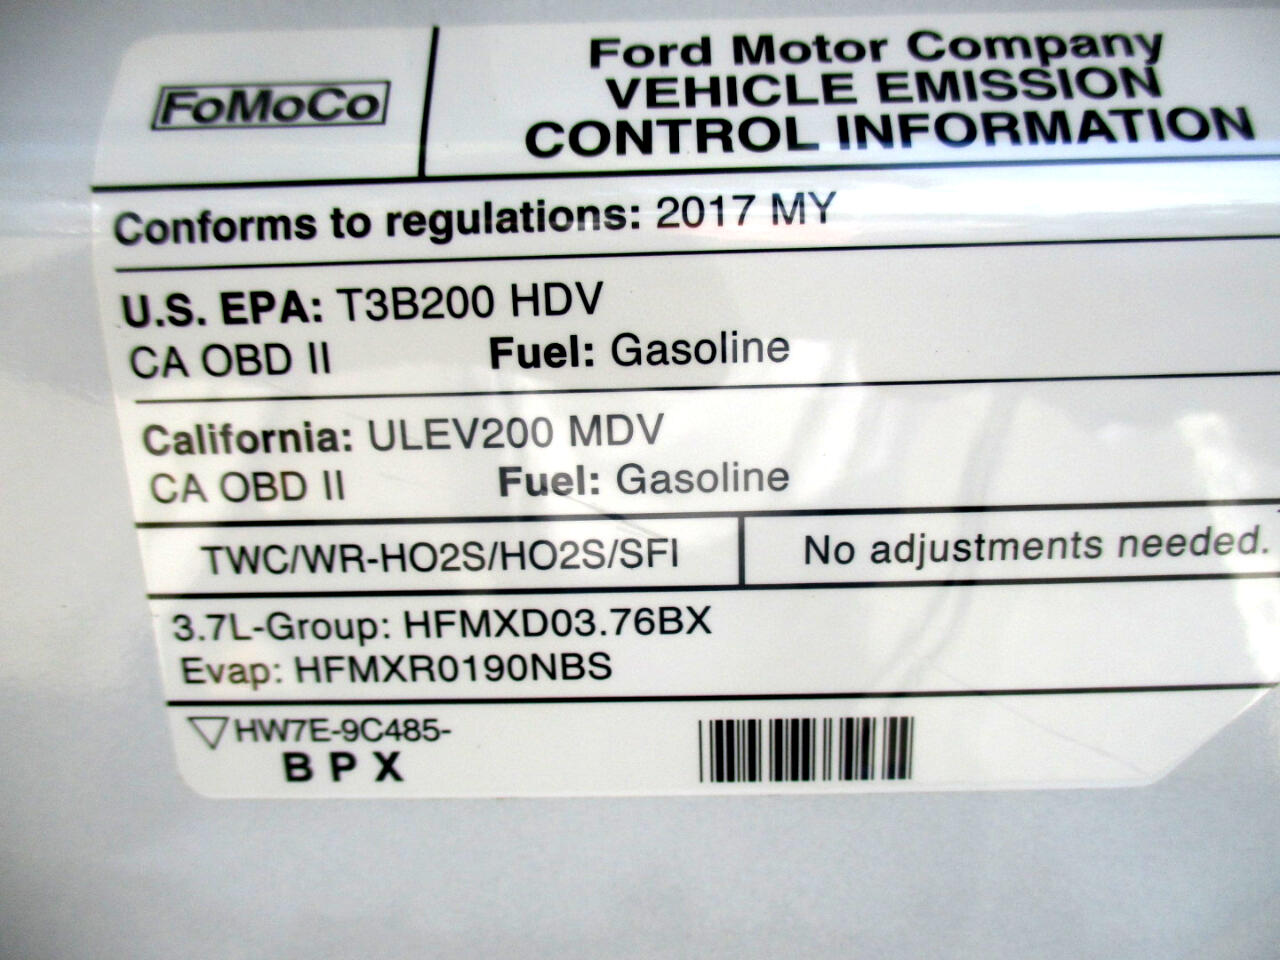 FoMoCo
Ford Motor Company
VEHICLE EMISSION
CONTROL INFORMATION
Conforms to regulations: 2017 MY
U.S. EPA: T3B200 HDV
CA OBD II Fuel: Gasoline
California: ULEV200 MDV
CA OBD II Fuel: Gasoline
TWC/WR-HO2S/HO2S/SFI No adjustments needed.
3.7L-Group: HFMXD03.76BX
Evap: HFMXR0190NBS
HW7E-9C485-
B P X